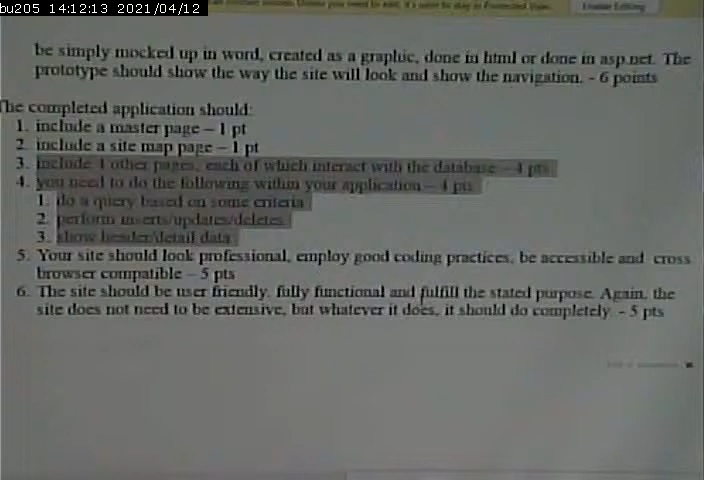 bu205 14:12:13 2021/04/12
Enable Editing
be simply mocked up in word, created as a graphic, done in html or done in asp.net. The
prototype should show the way the site will look and show the navigation. - 6 points
The completed application should:
1. include a master page – 1 pt
2. include a site map page – 1 pt
3. include 4 other pages, each of which interact with the database – 4 pts
4. you need to do the following within your application – 4 pts
1. do a query based on some criteria
2. perform inserts/updates/deletes
3. show header/detail data
5. Your site should look professional, employ good coding practices, be accessible and cross
browser compatible – 5 pts
6. The site should be user friendly, fully functional and fulfill the stated purpose. Again, the
site does not need to be extensive, but whatever it does, it should do completely. - 5 pts